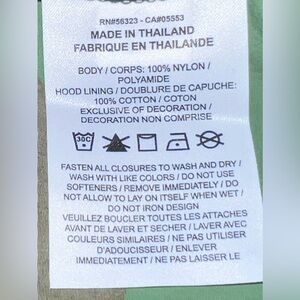 RN#56323 - CA#05553
MADE IN THAILAND
FABRIQUE EN THAILANDE
BODY / CORPS: 100% NYLON /
POLYAMIDE
HOOD LINING / DOUBLURE DE CAPUCHE:
100% COTTON / COTON
EXCLUSIVE OF DECORATION /
DECORATION NON COMPRISE
30C
FASTEN ALL CLOSURES TO WASH AND DRY /
WASH WITH LIKE COLORS / DO NOT USE
SOFTENERS / REMOVE IMMEDIATELY / DO
NOT ALLOW TO LAY ON ITSELF WHEN WET /
DO NOT IRON DESIGN
VEUILLEZ BOUCLER TOUTES LES ATTACHES
AVANT DE LAVER ET SECHER / LAVER AVEC
COULEURS SIMILAIRES / NE PAS UTILISER
D'ADOUCISSEUR / ENLEVER
IMMEDIATEMENT / NE PAS LAISSER LE